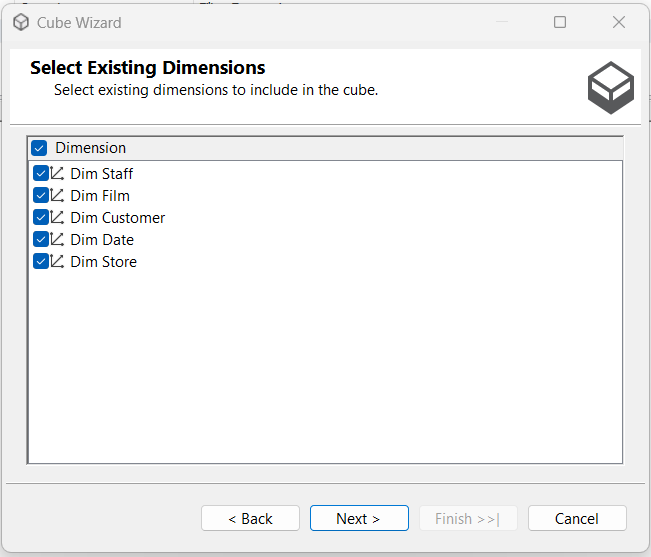 Cube Wizard
Select Existing Dimensions
Select existing dimensions to include in the cube.
Dimension
Dim Staff
Dim Film
Dim Customer
Dim Date
Dim Store
< Back
Next >
Finish >>|
Cancel